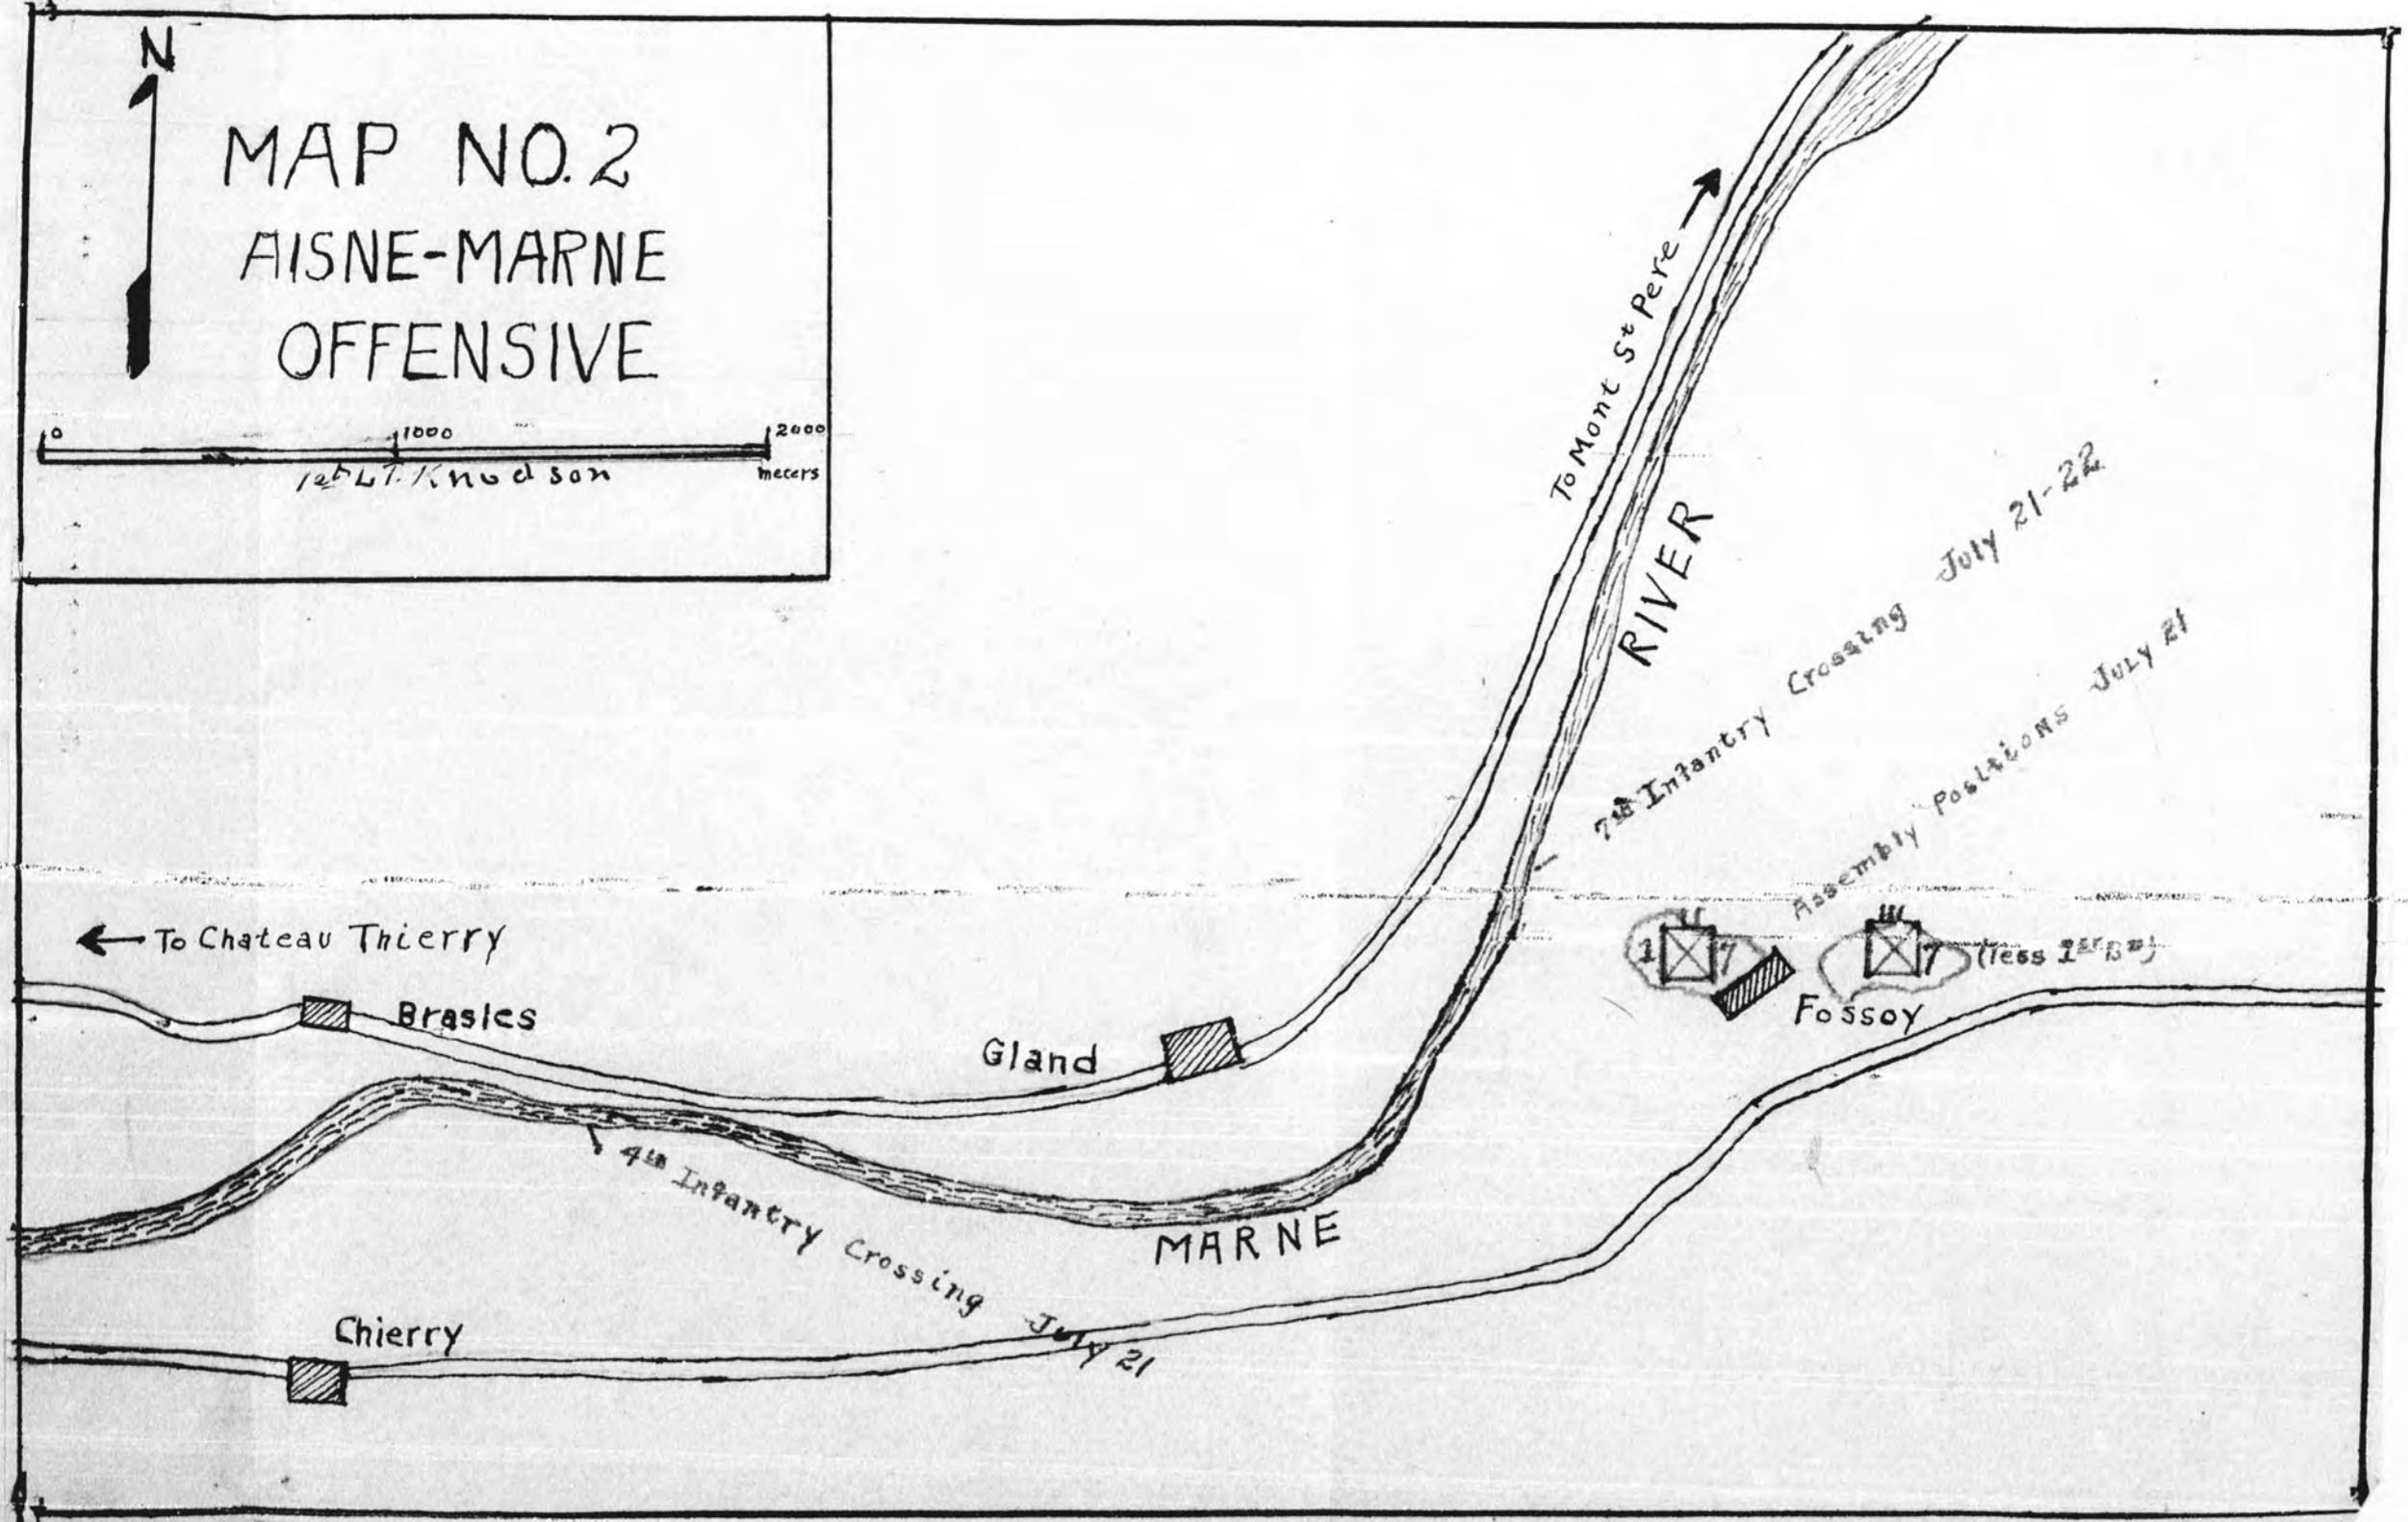 N
MAP NO. 2
AISNE-MARNE
OFFENSIVE
0 1000 2000
meters
1st LT. Knudson
To Mont St Pere
RIVER
7th Infantry Crossing July 21-22
Assembly Positions July 21
1 7
7 (less 1st Bn)
Fossoy
To Chateau Thierry
Brasles
Gland
4th Infantry Crossing July 21
MARNE
Chierry